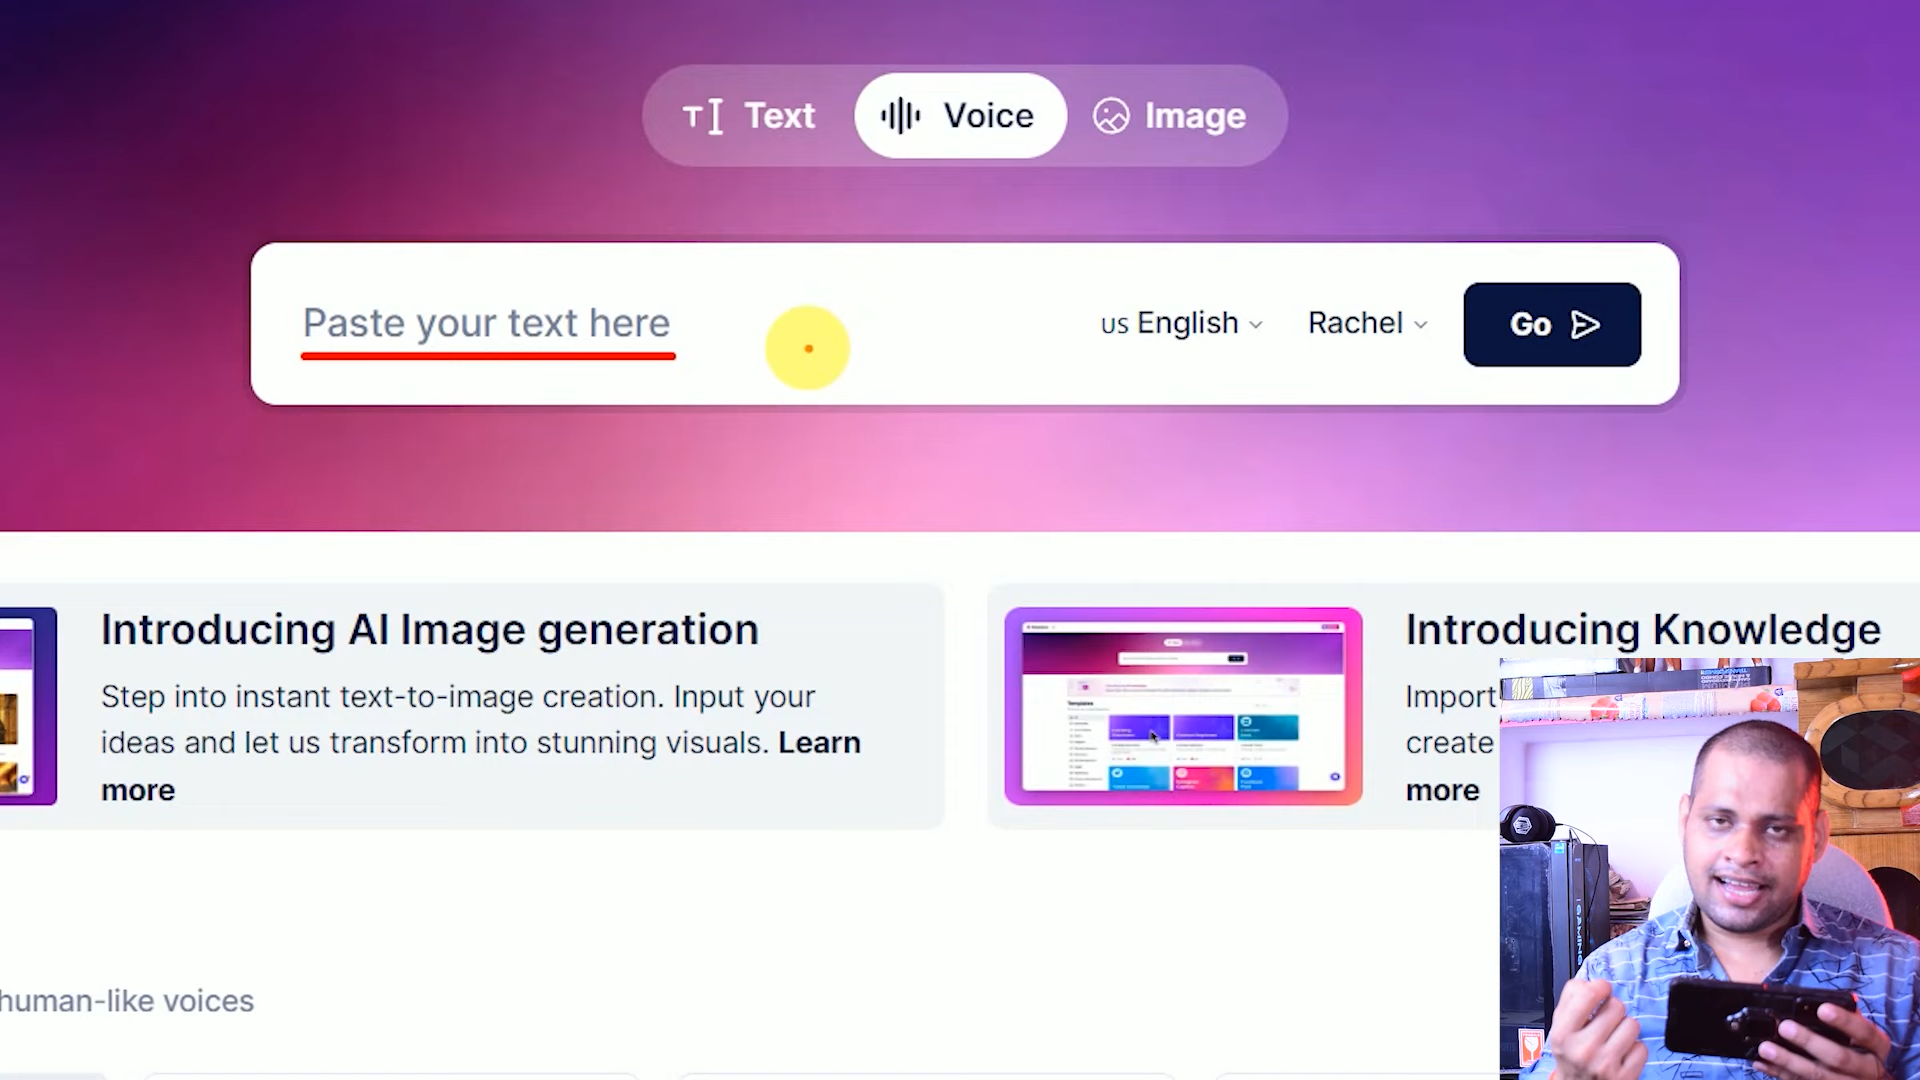 Text
Voice
Image
Paste your text here
US English
Rachel
Go
Introducing AI Image generation
Step into instant text-to-image creation. Input your
ideas and let us transform into stunning visuals. Learn
more
Introducing Knowledge
Import
create
more
human-like voices